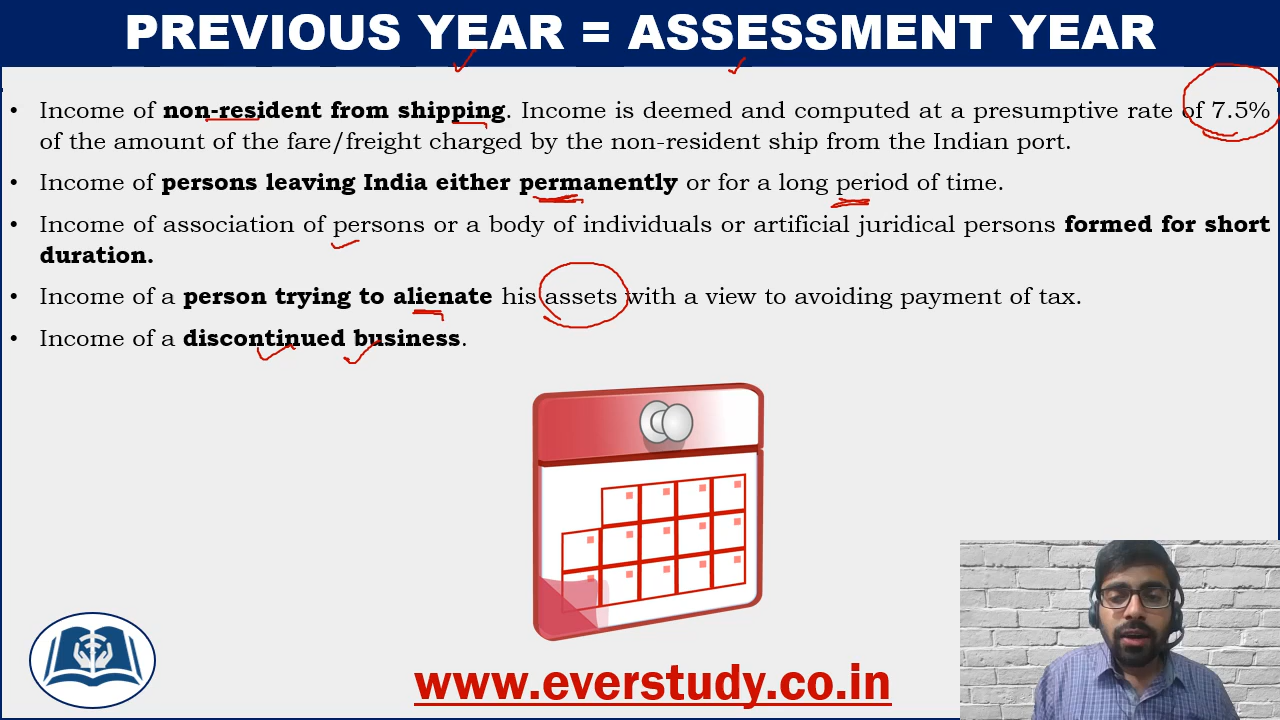 PREVIOUS YEAR = ASSESSMENT YEAR
• Income of non-resident from shipping. Income is deemed and computed at a presumptive rate of 7.5%
of the amount of the fare/freight charged by the non-resident ship from the Indian port.
• Income of persons leaving India either permanently or for a long period of time.
• Income of association of persons or a body of individuals or artificial juridical persons formed for short
duration.
• Income of a person trying to alienate his assets with a view to avoiding payment of tax.
• Income of a discontinued business.
www.everstudy.co.in